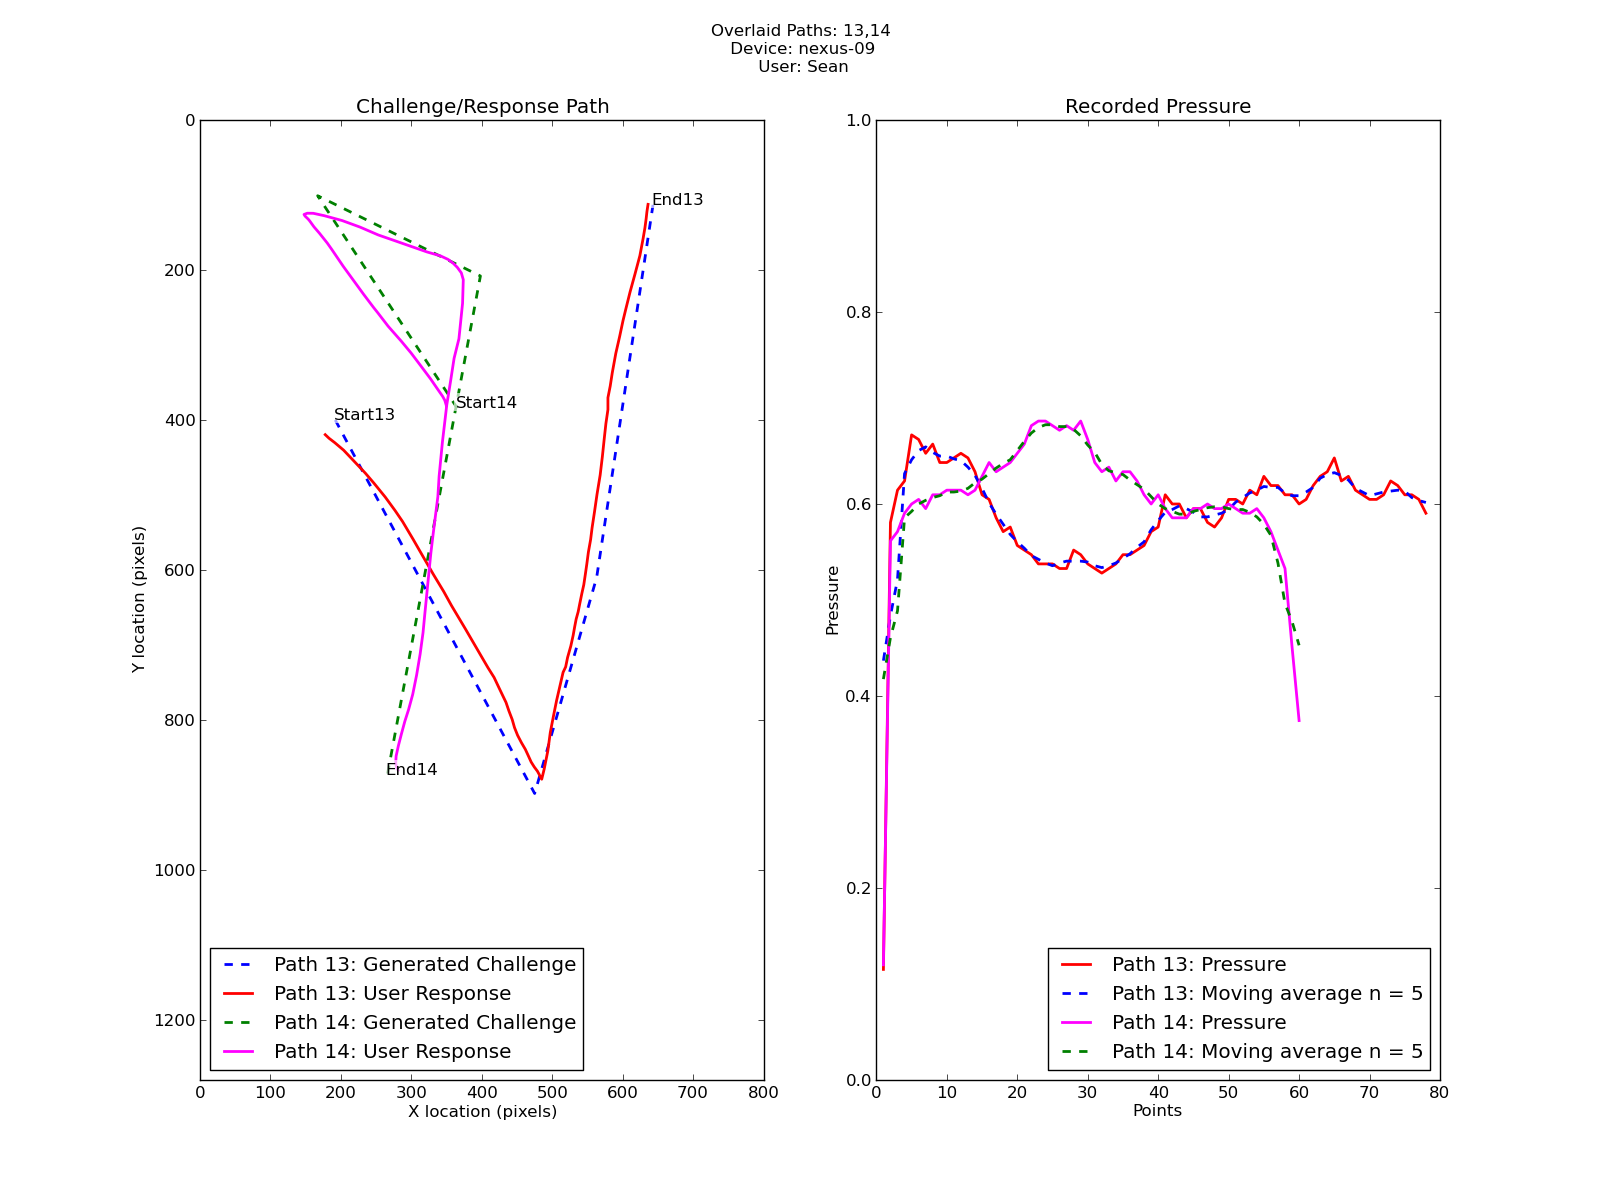 Overlaid Paths: 13,14
Device: nexus-09
User: Sean
Challenge/Response Path
0
200
400
600
800
1000
1200
Y location (pixels)
End13
Start13
Start14
End14
Path 13: Generated Challenge
Path 13: User Response
Path 14: Generated Challenge
Path 14: User Response
0 100 200 300 400 500 600 700 800
X location (pixels)
Recorded Pressure
1.0
0.8
0.6
0.4
0.2
0.0
Pressure
Path 13: Pressure
Path 13: Moving average n = 5
Path 14: Pressure
Path 14: Moving average n = 5
0 10 20 30 40 50 60 70 80
Points